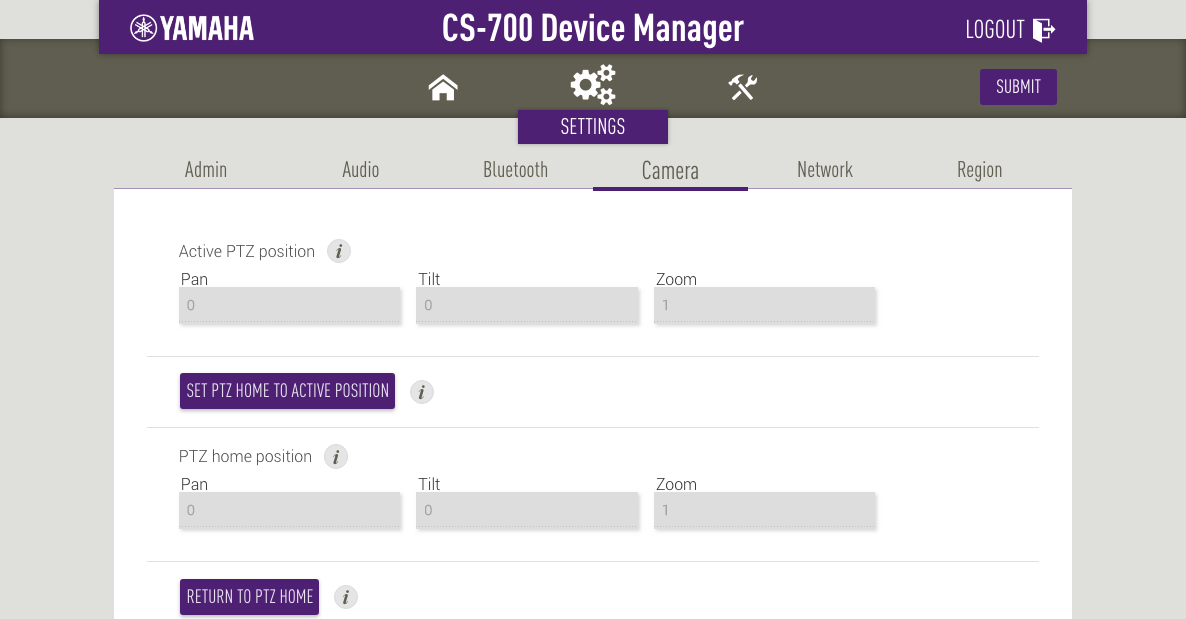 YAMAHA CS-700 Device Manager LOGOUT
SUBMIT
SETTINGS
Admin Audio Bluetooth Camera Network Region
Active PTZ position i
Pan Tilt Zoom
0 0 1
SET PTZ HOME TO ACTIVE POSITION i
PTZ home position i
Pan Tilt Zoom
0 0 1
RETURN TO PTZ HOME i